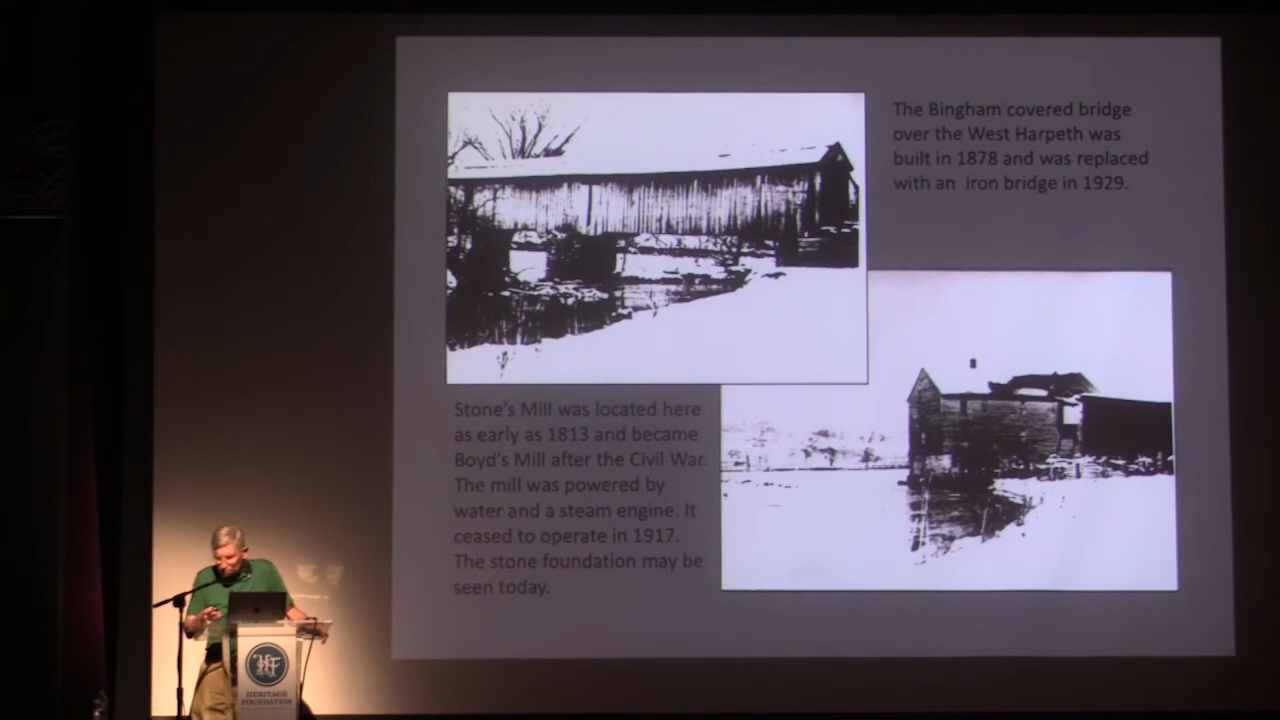 The Bingham covered bridge
over the West Harpeth was
built in 1878 and was replaced
with an iron bridge in 1929.
Stone's Mill was located here
as early as 1813 and became
Boyd's Mill after the Civil War.
The mill was powered by
water and a steam engine. It
ceased to operate in 1917.
The stone foundation may be
seen today.
HF
HERITAGE
FOUNDATION